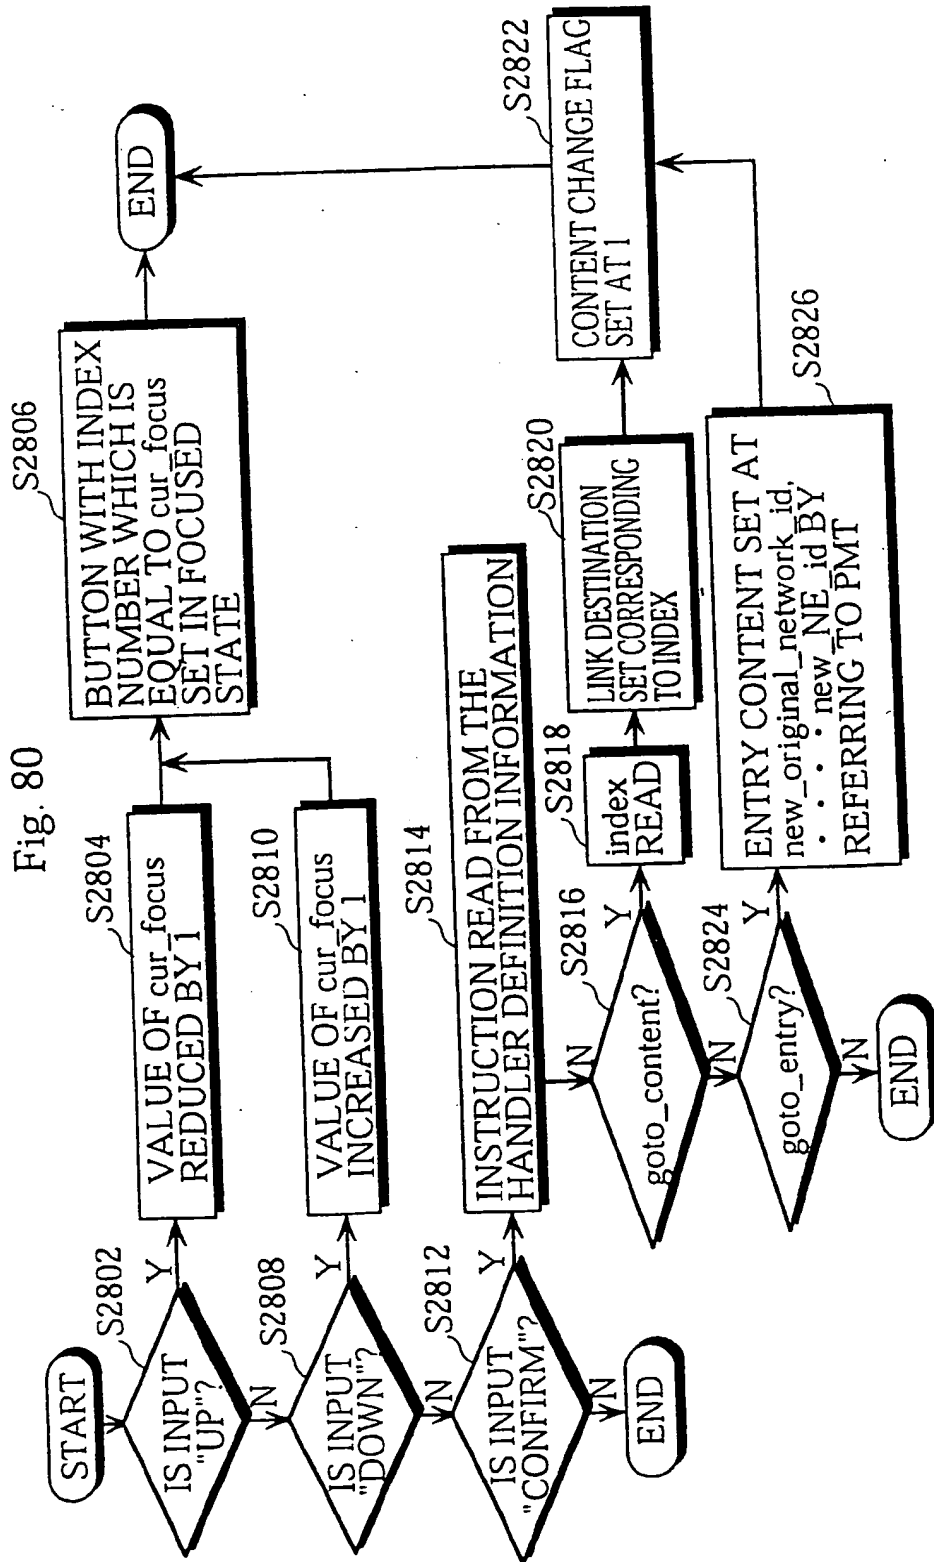 Fig. 80
START
S2802
IS INPUT
"UP"?
Y
N
S2804
VALUE OF cur_focus
REDUCED BY 1
S2806
BUTTON WITH INDEX
NUMBER WHICH IS
EQUAL TO cur_focus
SET IN FOCUSED
STATE
END
S2808
IS INPUT
"DOWN"?
Y
N
S2810
VALUE OF cur_focus
INCREASED BY 1
S2812
IS INPUT
"CONFIRM"?
Y
N
END
S2814
INSTRUCTION READ FROM THE
HANDLER DEFINITION INFORMATION
N
S2816
goto_content?
Y
N
S2818
index
READ
S2820
LINK DESTINATION
SET CORRESPONDING
TO INDEX
S2822
CONTENT CHANGE FLAG
SET AT 1
S2824
goto_entry?
Y
N
END
S2826
ENTRY CONTENT SET AT
new_original_network_id,
· · · · new_NE_id BY
REFERRING TO PMT